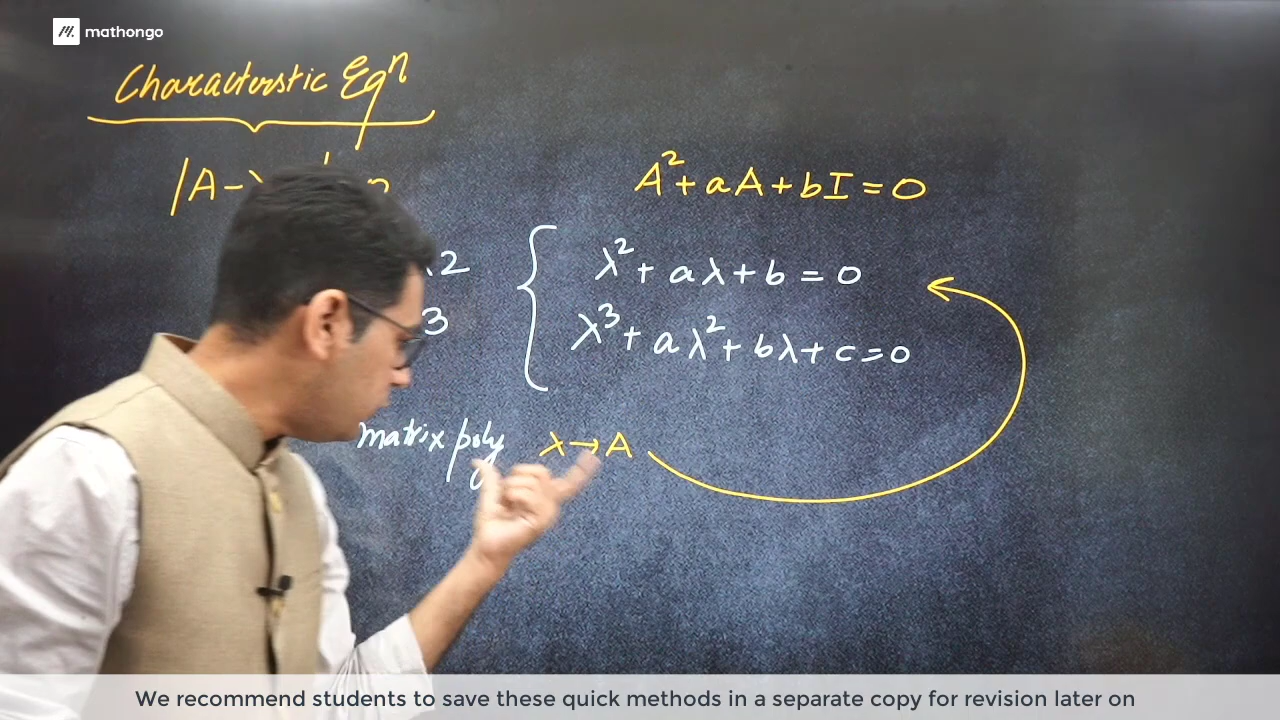 mathongo
Characterstic Eqⁿ
|A-
A²+aA+bI=0
2
λ²+aλ+b=0
3
λ³+aλ²+bλ+c=0
matrix poly λ→A
We recommend students to save these quick methods in a separate copy for revision later on